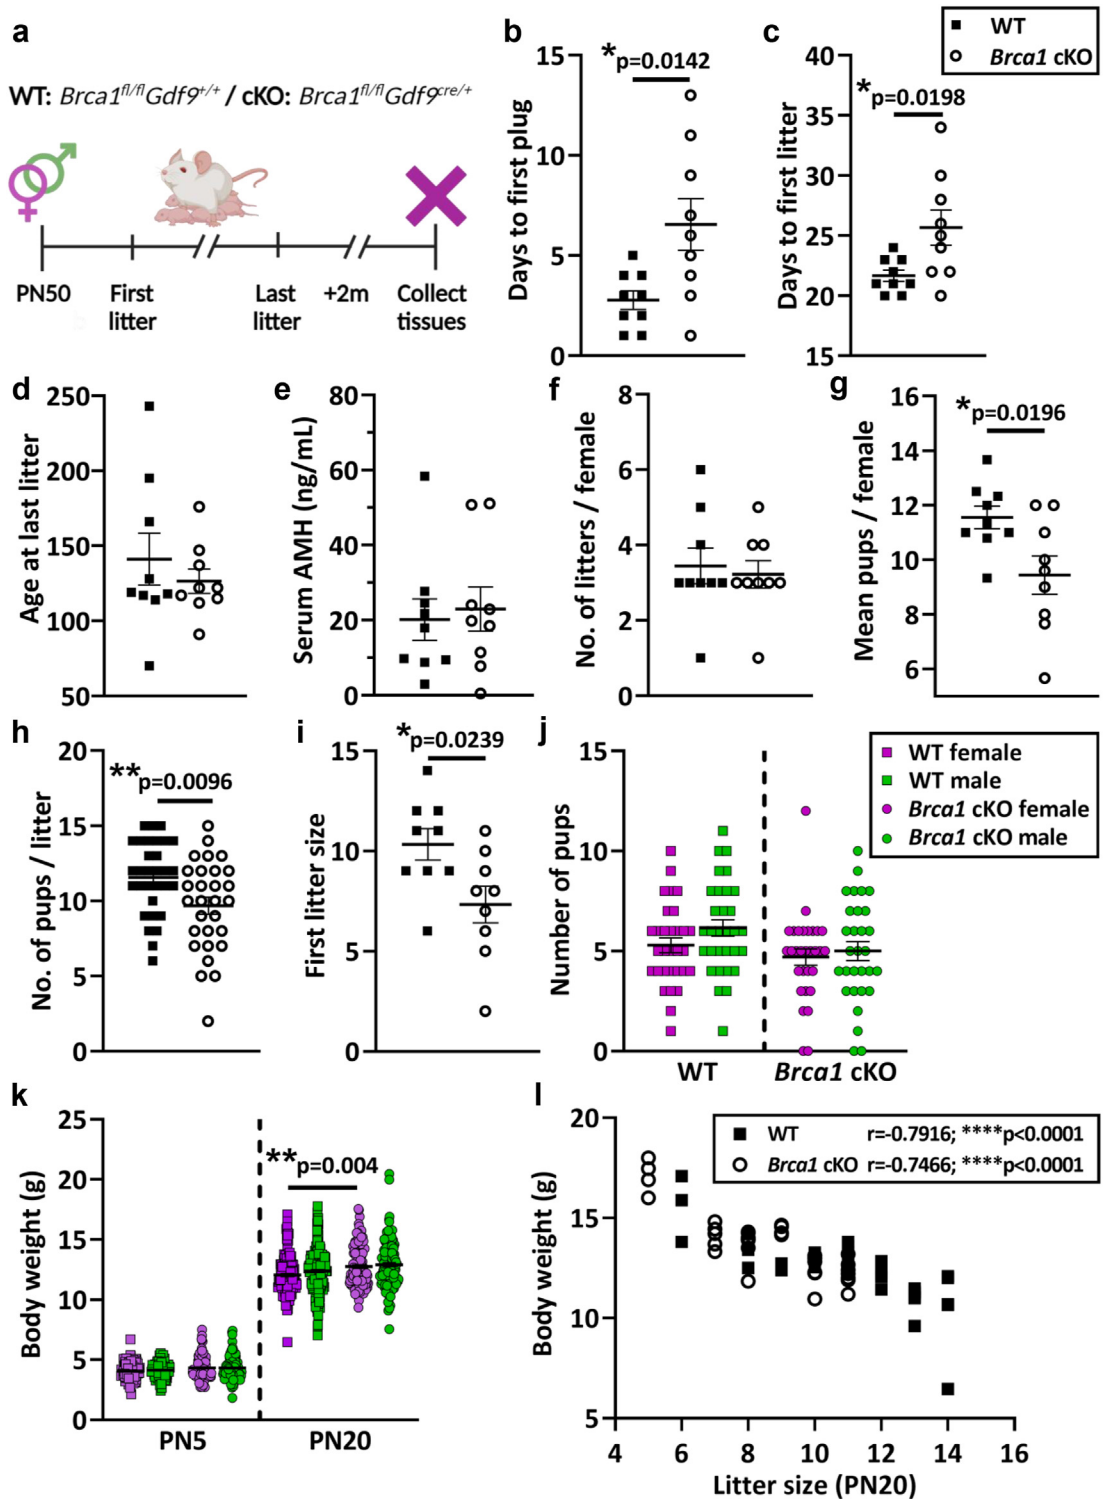 a
WT: Brca1fl/flGdf9+/+ / cKO: Brca1fl/flGdf9cre/+
PN50
First
litter
Last
litter
+2m
Collect
tissues
b
Days to first plug
15
10
5
0
*p=0.0142
c
WT
Brca1 cKO
Days to first litter
40
35
30
25
20
15
*p=0.0198
d
Age at last litter
250
200
150
100
50
e
Serum AMH (ng/mL)
80
60
40
20
0
f
No. of litters / female
8
6
4
2
0
g
Mean pups / female
16
14
12
10
8
6
*p=0.0196
h
No. of pups / litter
20
15
10
5
0
**p=0.0096
i
First litter size
15
10
5
0
*p=0.0239
j
Number of pups
15
10
5
0
WT
Brca1 cKO
WT female
WT male
Brca1 cKO female
Brca1 cKO male
k
Body weight (g)
25
20
15
10
5
0
**p=0.004
PN5
PN20
l
Body weight (g)
20
15
10
5
WT r=-0.7916; ****p<0.0001
Brca1 cKO r=-0.7466; ****p<0.0001
4 6 8 10 12 14 16
Litter size (PN20)